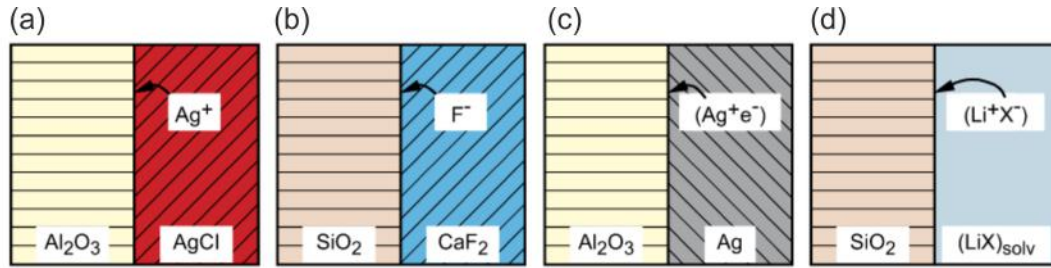 (a) (b) (c) (d)
Ag⁺ F⁻ (Ag⁺e⁻) (Li⁺X⁻)
Al₂O₃ AgCl SiO₂ CaF₂ Al₂O₃ Ag SiO₂ (LiX)solv